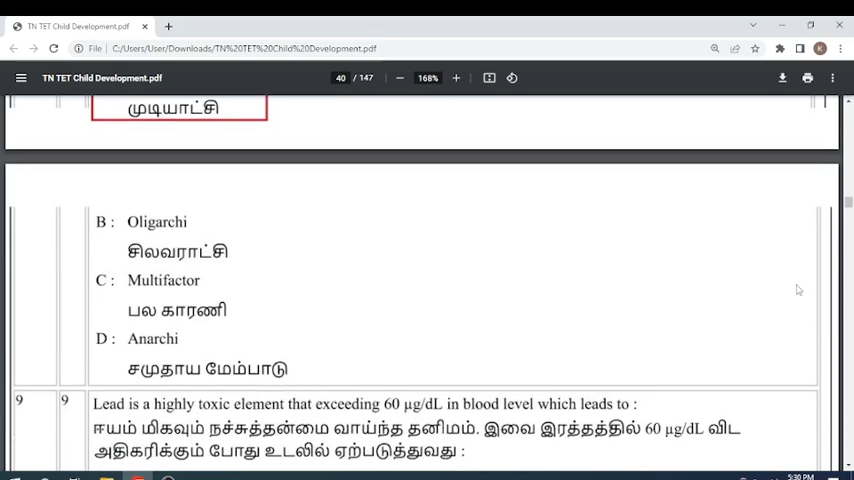 TN TET Child Development.pdf
File
C:/Users/User/Downloads/TN%20TET%20Child%20Development.pdf
K
TN TET Child Development.pdf
40 / 147
168%
முடியாட்சி
B : Oligarchi
சிலவராட்சி
C : Multifactor
பல காரணி
D : Anarchi
சமுதாய மேம்பாடு
9 9 Lead is a highly toxic element that exceeding 60 µg/dL in blood level which leads to :
ஈயம் மிகவும் நச்சுத்தன்மை வாய்ந்த தனிமம். இவை இரத்தத்தில் 60 µg/dL விட
அதிகரிக்கும் போது உடலில் ஏற்படுத்துவது :
5:30 PM